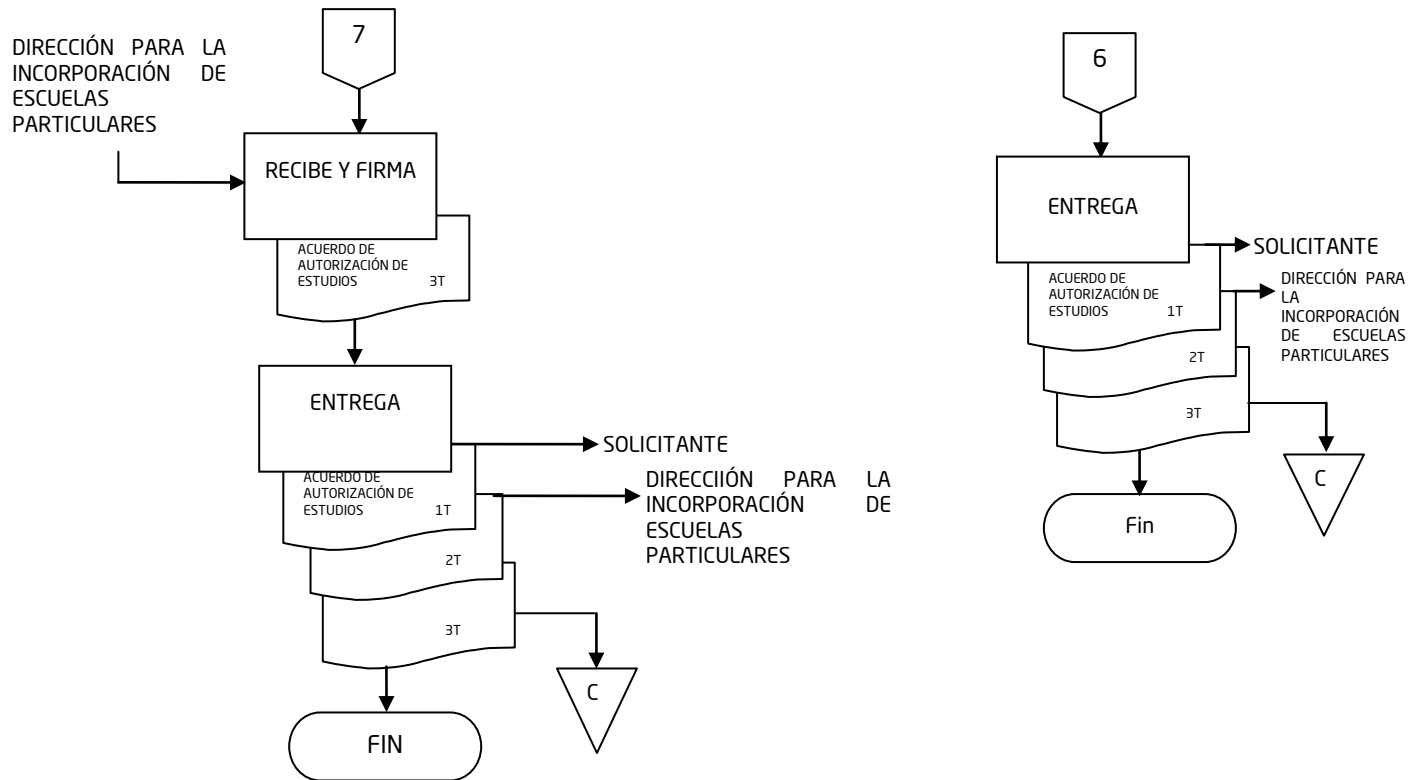 7
DIRECCIÓN PARA LA
INCORPORACIÓN DE
ESCUELAS
PARTICULARES
RECIBE Y FIRMA
ACUERDO DE
AUTORIZACIÓN DE
ESTUDIOS 3T
ENTREGA
SOLICITANTE
ACUERDO DE
AUTORIZACIÓN DE
ESTUDIOS 1T
DIRECCIIÓN PARA LA
INCORPORACIÓN DE
ESCUELAS
PARTICULARES
2T
3T
C
FIN
6
ENTREGA
SOLICITANTE
ACUERDO DE
AUTORIZACIÓN DE
ESTUDIOS 1T
DIRECCIÓN PARA
LA
INCORPORACIÓN
DE ESCUELAS
PARTICULARES
2T
3T
C
Fin